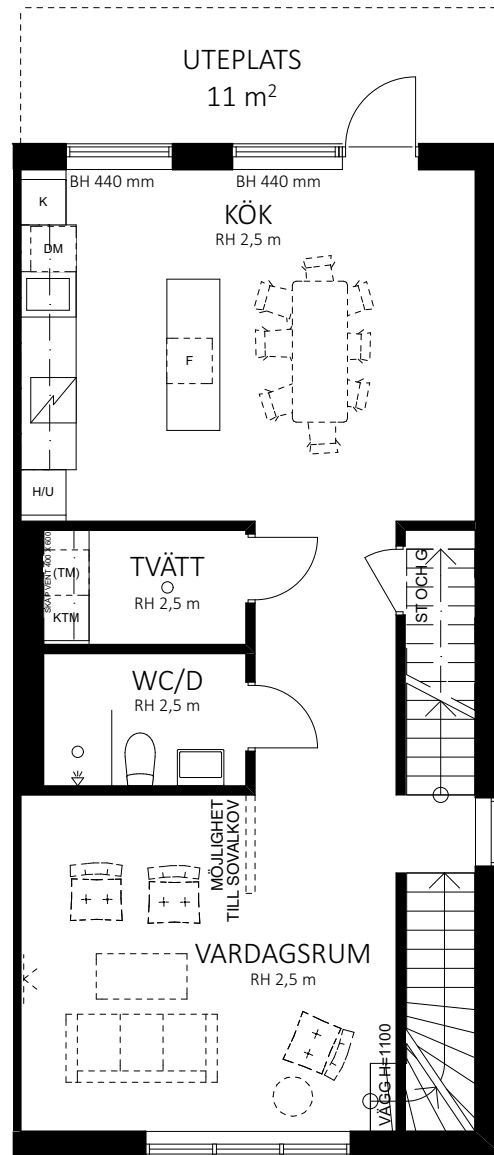 UTEPLATS
11 m²
BH 440 mm
BH 440 mm
K
KÖK
RH 2,5 m
DM
F
H/U
SKÅP VENT 400 X 600
(TM)
KTM
TVÄTT
RH 2,5 m
ST OCH G
WC/D
RH 2,5 m
MÖJLIGHET
TILL SOVALKOV
VARDAGSRUM
RH 2,5 m
VÄGG H=1100